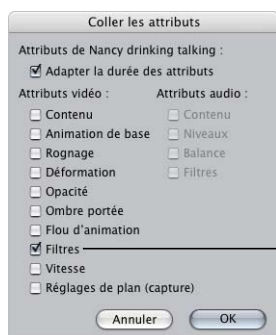 Coller les attributs
Attributs de Nancy drinking talking :
Adapter la durée des attributs
Attributs vidéo : Attributs audio :
Contenu Contenu
Animation de base Niveaux
Rognage Balance
Déformation Filtres
Opacité
Ombre portée
Flou d'animation
Filtres
Vitesse
Réglages de plan (capture)
Annuler OK